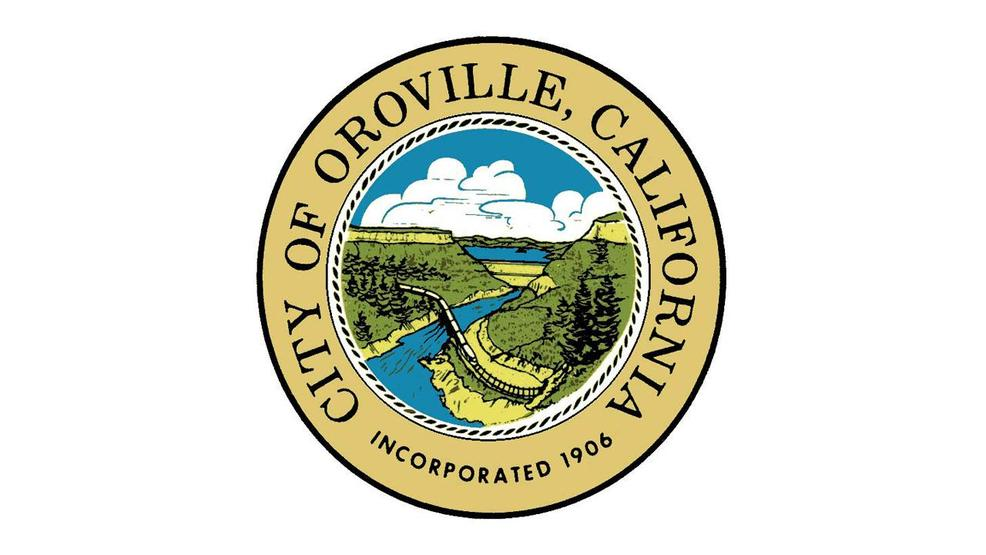 CITY OF OROVILLE, CALIFORNIA
INCORPORATED 1906